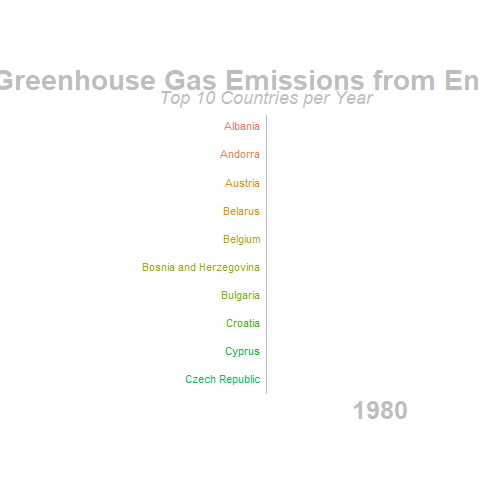 Greenhouse Gas Emissions from En
Top 10 Countries per Year
Albania
Andorra
Austria
Belarus
Belgium
Bosnia and Herzegovina
Bulgaria
Croatia
Cyprus
Czech Republic
1980